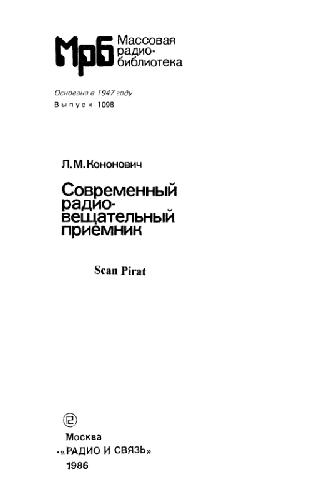 МрБ
Массовая
радио-
библиотека
Основана в 1947 году
Выпуск 1098
Л.М.Кононович
Современный
радио-
вещательный
приемник
Scan Pirat
Москва
«РАДИО И СВЯЗЬ»
1986